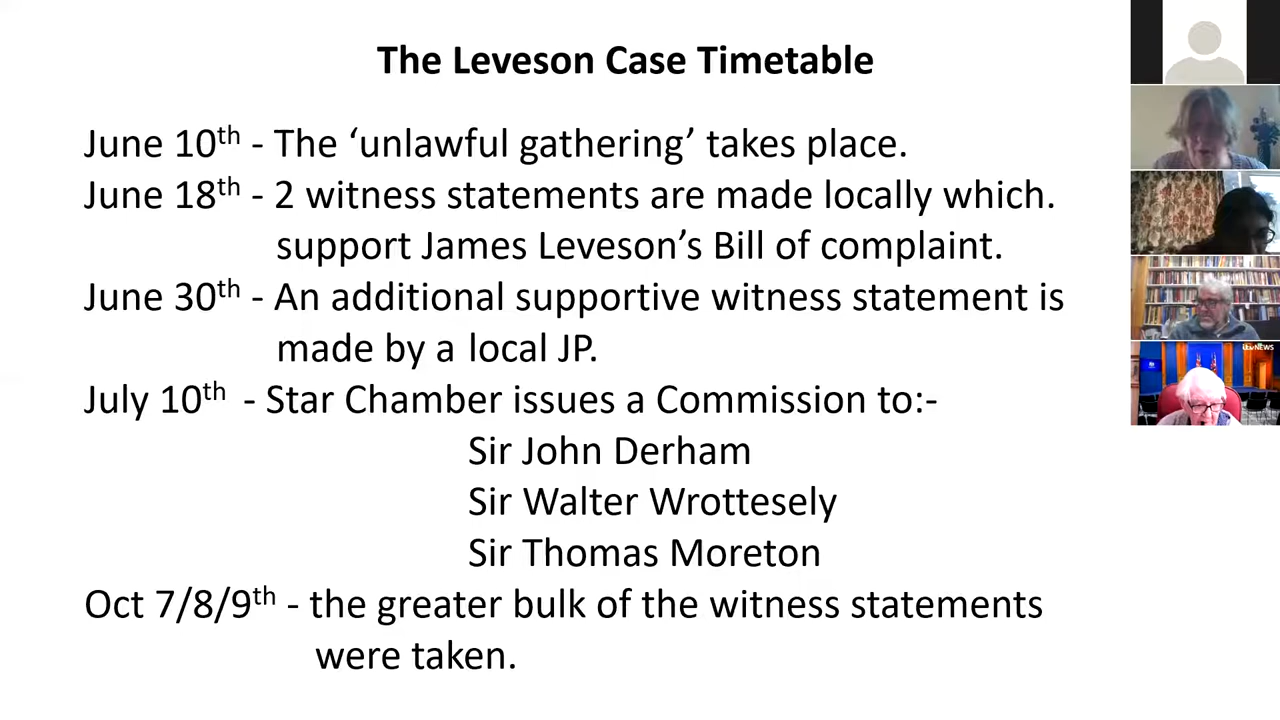 The Leveson Case Timetable
June 10th - The ‘unlawful gathering’ takes place.
June 18th - 2 witness statements are made locally which.
support James Leveson’s Bill of complaint.
June 30th - An additional supportive witness statement is
made by a local JP.
July 10th - Star Chamber issues a Commission to:-
Sir John Derham
Sir Walter Wrottesely
Sir Thomas Moreton
Oct 7/8/9th - the greater bulk of the witness statements
were taken.
itv NEWS